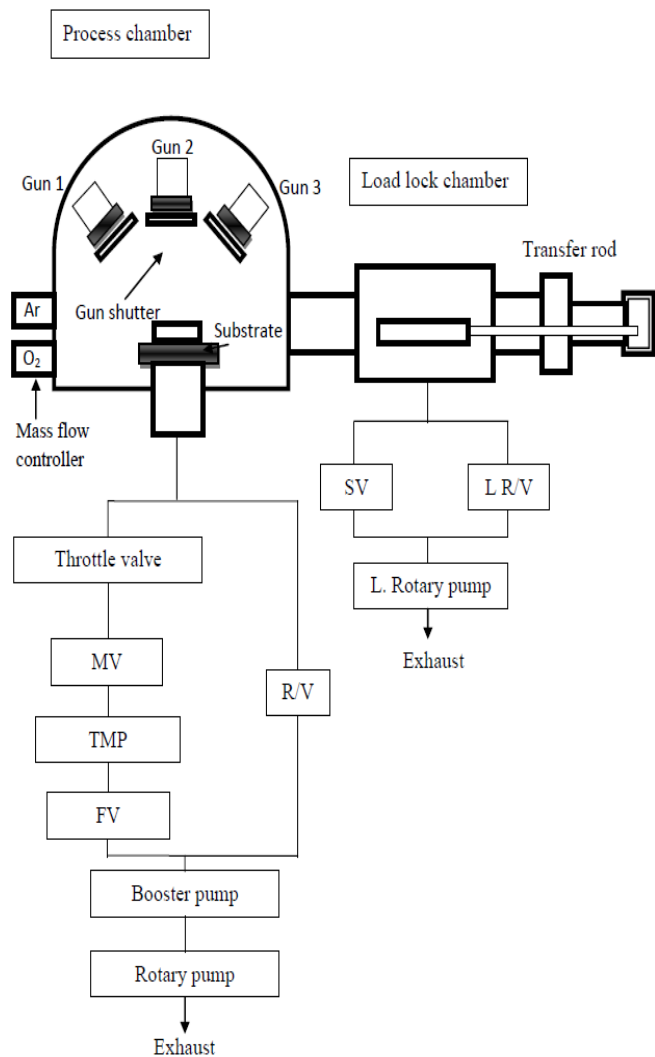 Process chamber
Gun 2
Gun 1
Gun 3
Load lock chamber
Transfer rod
Ar
Gun shutter
Substrate
O₂
Mass flow
controller
SV
L R/V
Throttle valve
L. Rotary pump
MV
Exhaust
R/V
TMP
FV
Booster pump
Rotary pump
Exhaust